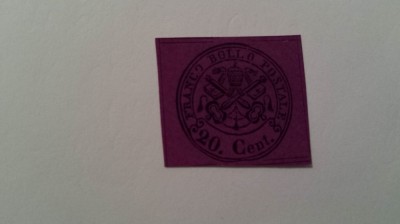 FRANCO BOLLO POSTALE
20. Cent.